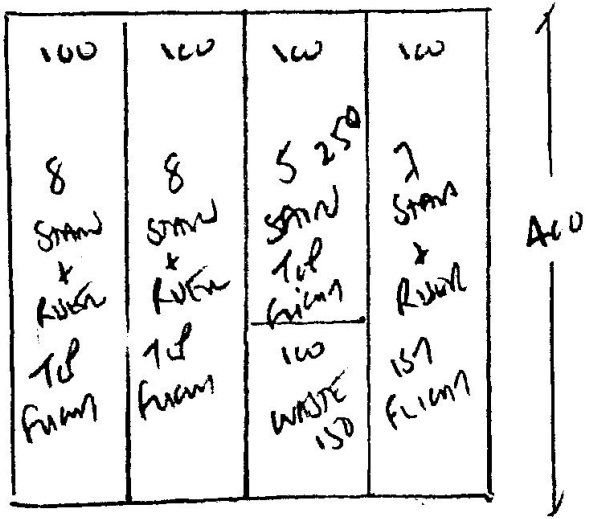 100
8
STAIR
+
RISER
TOP
FLIGHT
100
8
STAIR
+
RISER
TOP
FLIGHT
100
5 250
STAIR
TOP
FLIGHT
100
WASTE
150
100
STAIR
+
RISER
1ST
FLIGHT
400